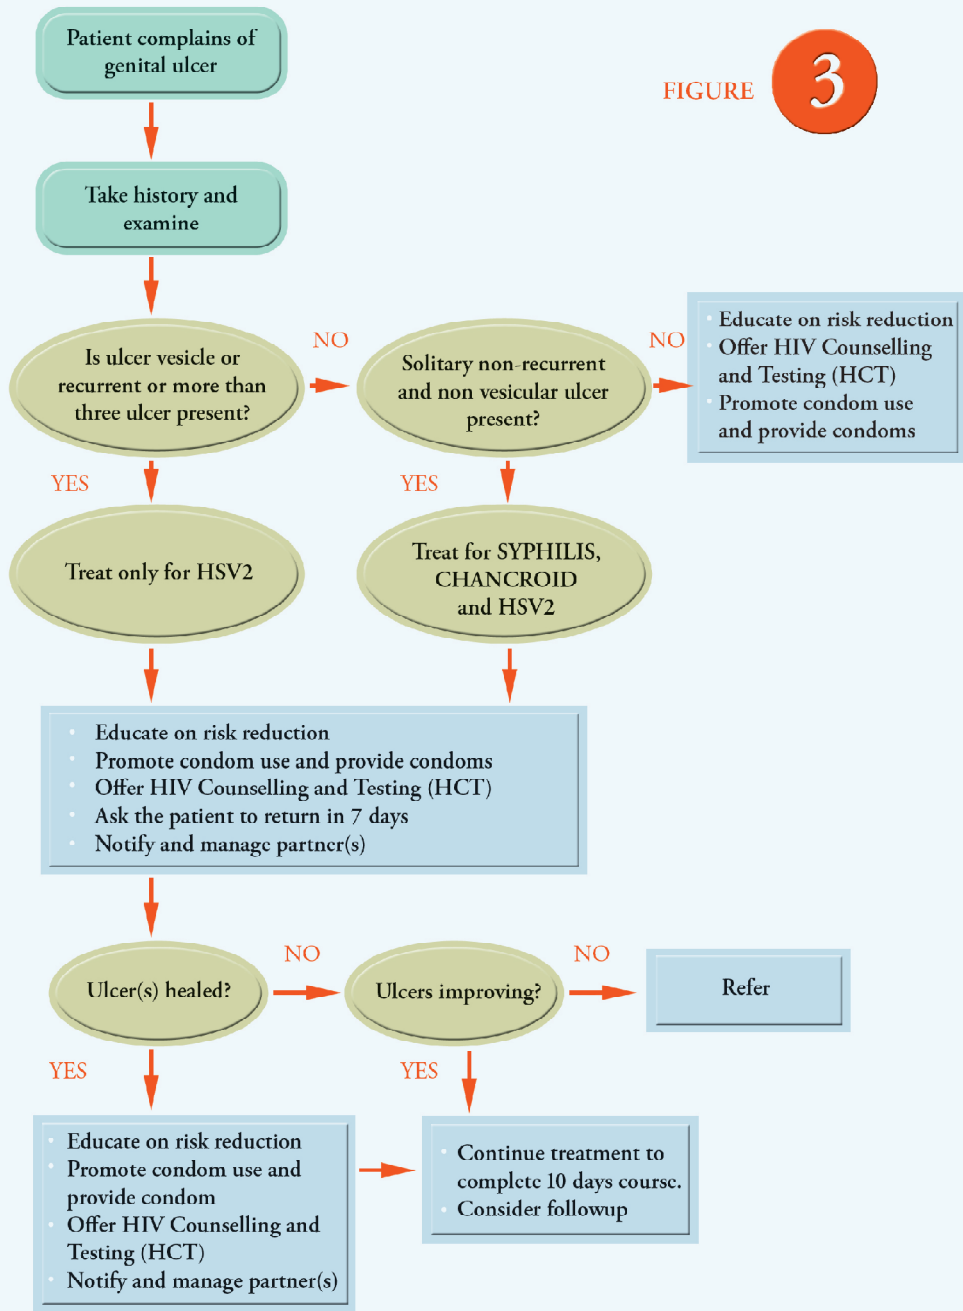 Patient complains of
genital ulcer
FIGURE 3
Take history and
examine
Is ulcer vesicle or
recurrent or more than
three ulcer present?
NO
Solitary non-recurrent
and non vesicular ulcer
present?
NO
• Educate on risk reduction
• Offer HIV Counselling
and Testing (HCT)
• Promote condom use
and provide condoms
YES
YES
Treat only for HSV2
Treat for SYPHILIS,
CHANCROID
and HSV2
• Educate on risk reduction
• Promote condom use and provide condoms
• Offer HIV Counselling and Testing (HCT)
• Ask the patient to return in 7 days
• Notify and manage partner(s)
Ulcer(s) healed?
NO
Ulcers improving?
NO
Refer
YES
YES
• Educate on risk reduction
• Promote condom use and
provide condom
• Offer HIV Counselling and
Testing (HCT)
• Notify and manage partner(s)
• Continue treatment to
complete 10 days course.
• Consider followup